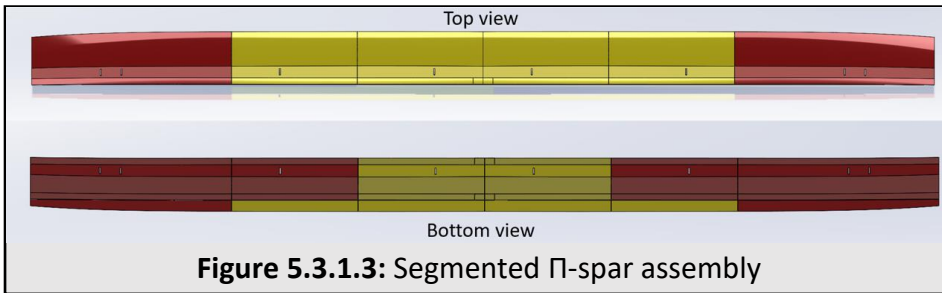 Top view
Bottom view
Figure 5.3.1.3: Segmented Π-spar assembly